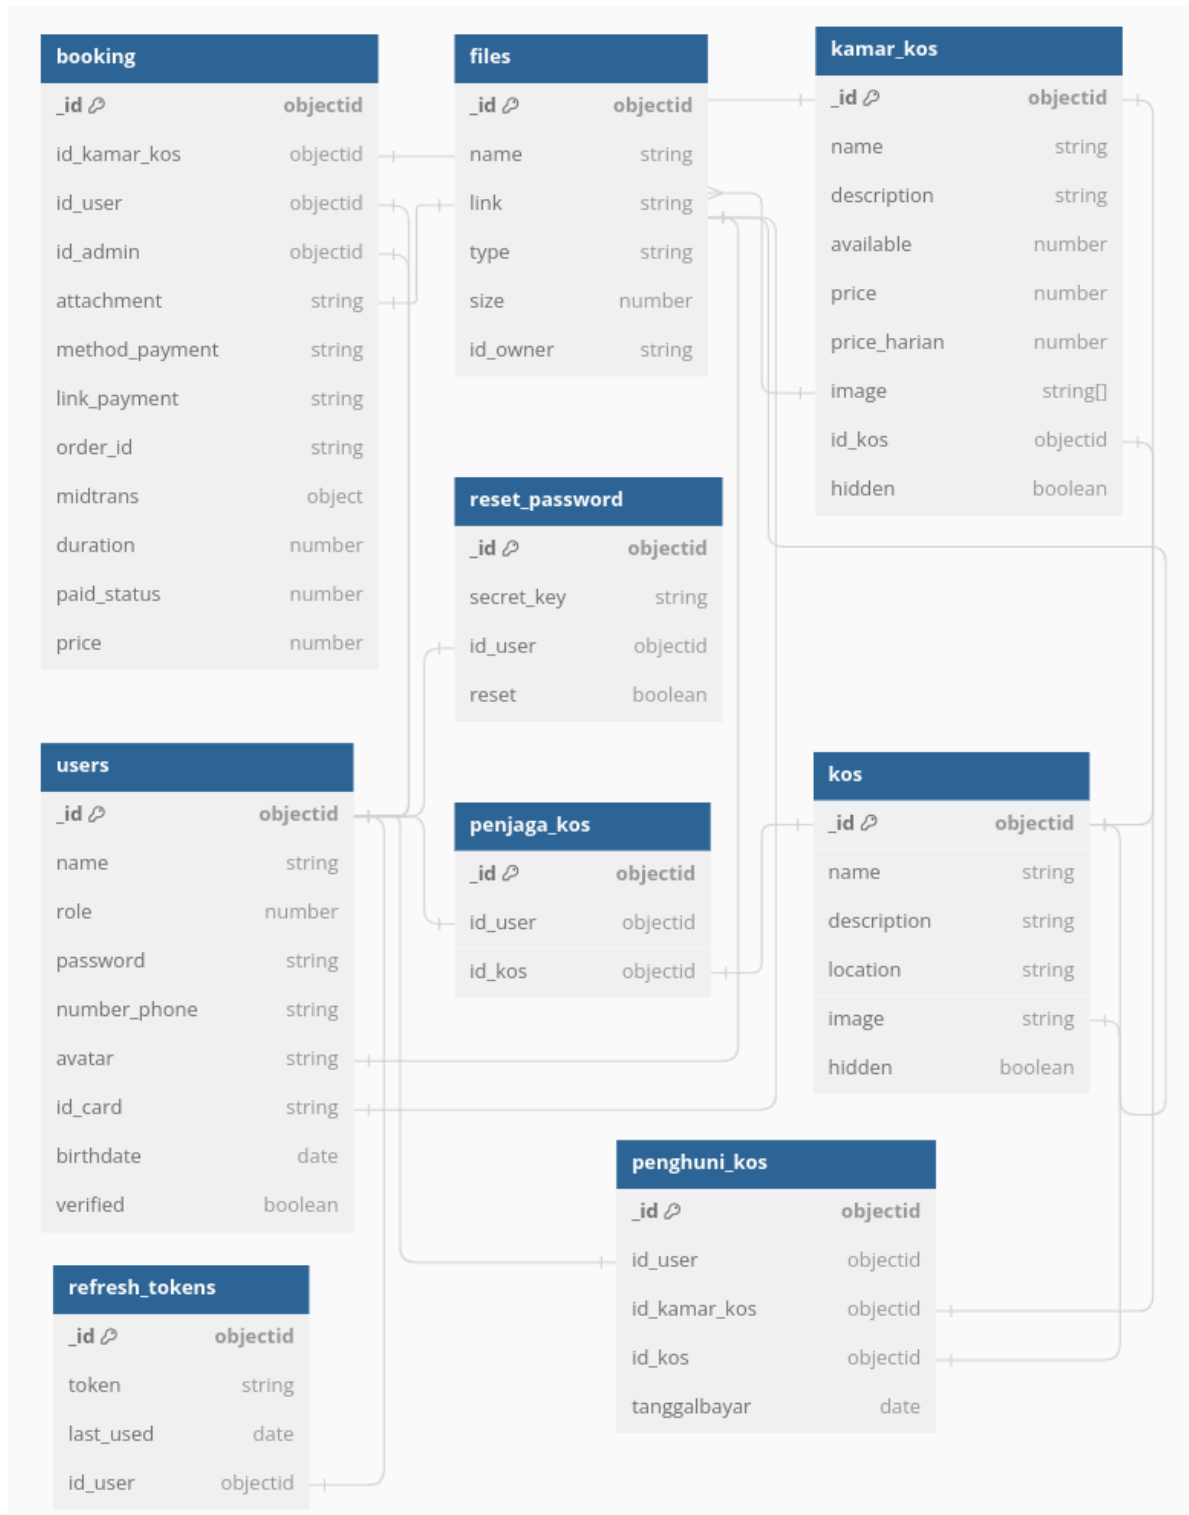 booking
_id objectid
id_kamar_kos objectid
id_user objectid
id_admin objectid
attachment string
method_payment string
link_payment string
order_id string
midtrans object
duration number
paid_status number
price number
files
_id objectid
name string
link string
type string
size number
id_owner string
kamar_kos
_id objectid
name string
description string
available number
price number
price_harian number
image string[]
id_kos objectid
hidden boolean
reset_password
_id objectid
secret_key string
id_user objectid
reset boolean
users
_id objectid
name string
role number
password string
number_phone string
avatar string
id_card string
birthdate date
verified boolean
penjaga_kos
_id objectid
id_user objectid
id_kos objectid
kos
_id objectid
name string
description string
location string
image string
hidden boolean
penghuni_kos
_id objectid
id_user objectid
id_kamar_kos objectid
id_kos objectid
tanggalbayar date
refresh_tokens
_id objectid
token string
last_used date
id_user objectid